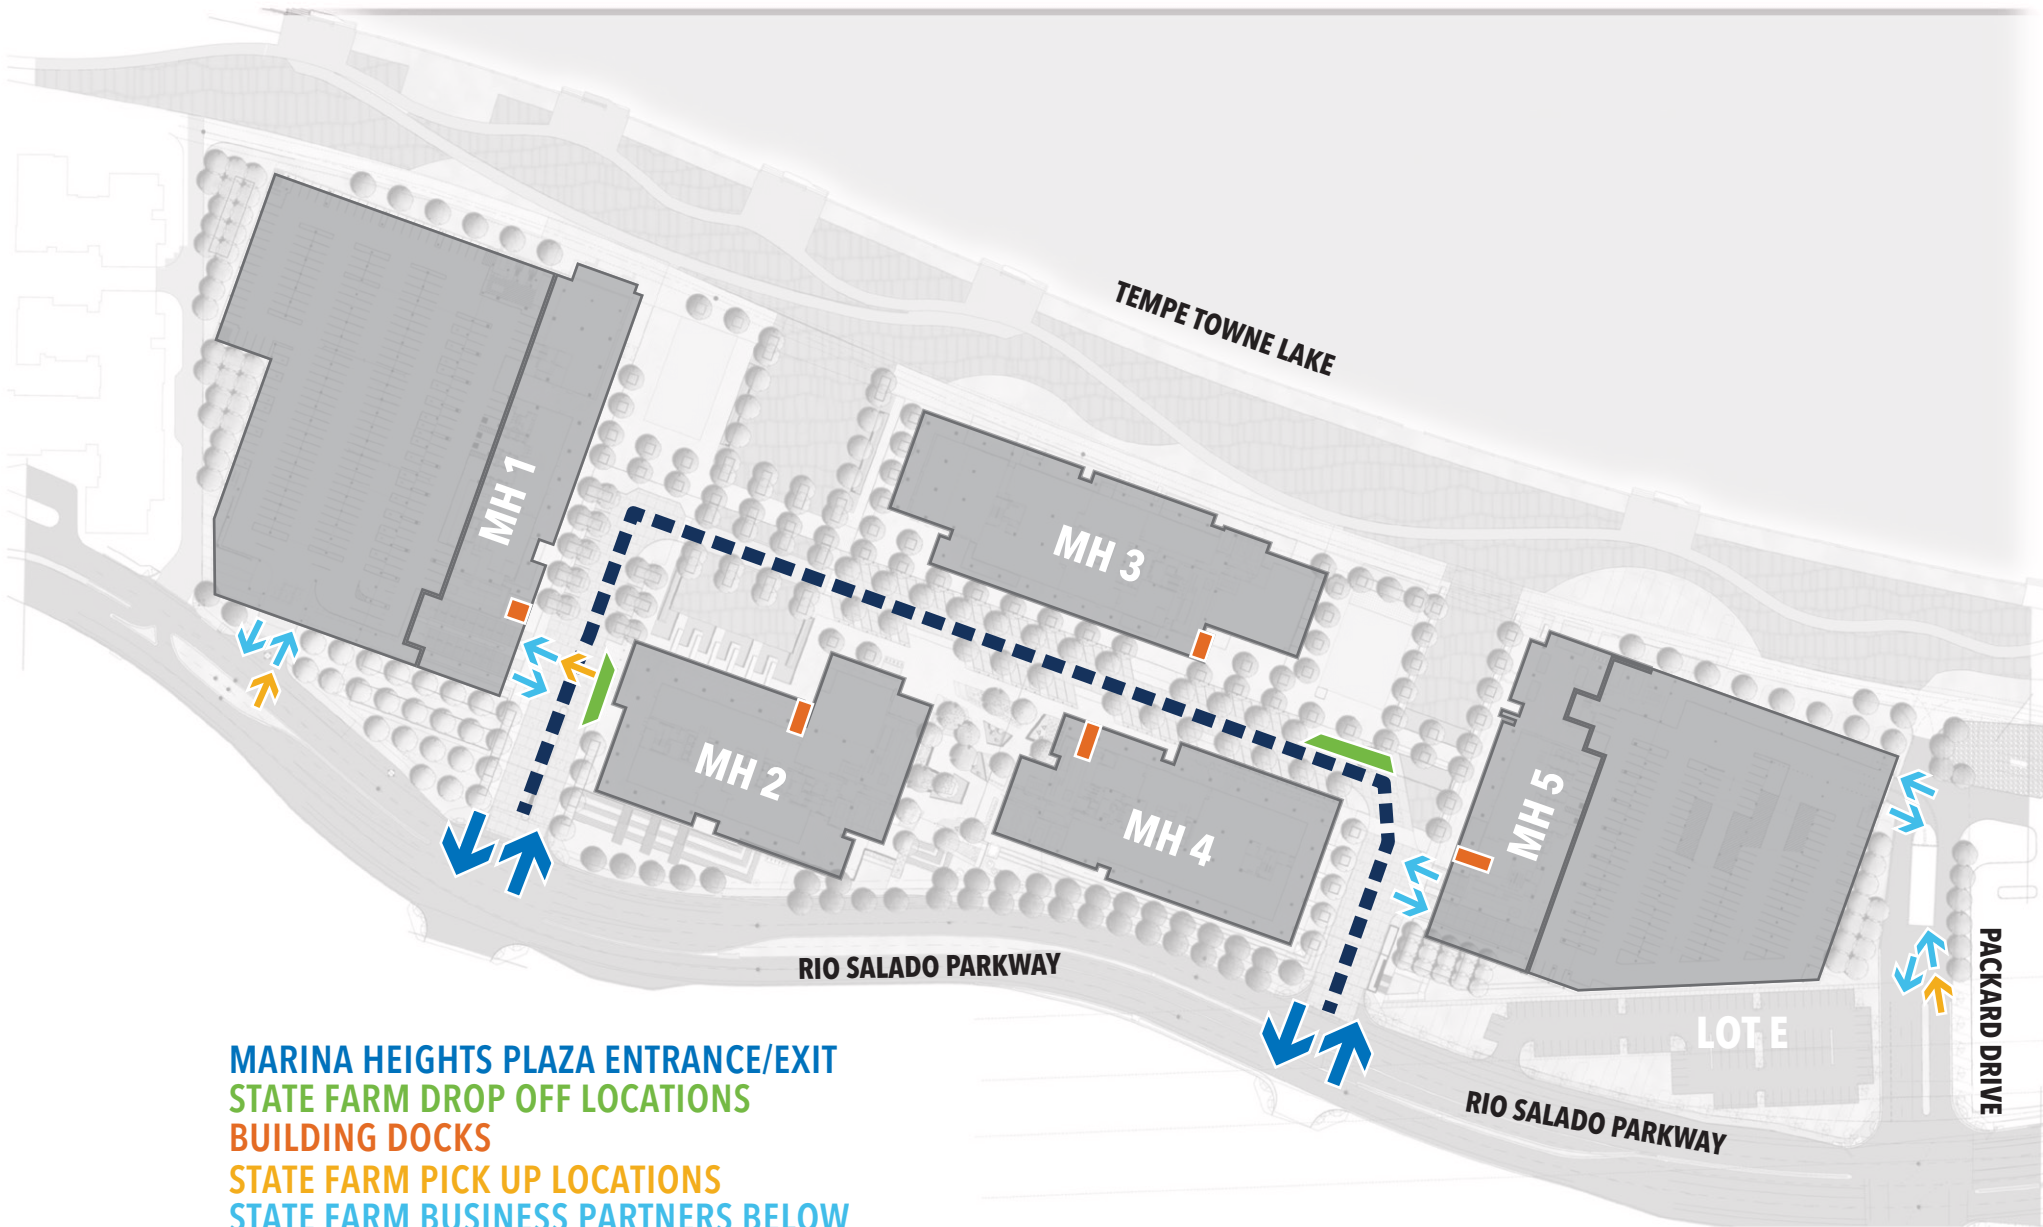 TEMPE TOWNE LAKE
MH 1
MH 3
MH 2
MH 4
MH 5
RIO SALADO PARKWAY
PACKARD DRIVE
LOT E
RIO SALADO PARKWAY
MARINA HEIGHTS PLAZA ENTRANCE/EXIT
STATE FARM DROP OFF LOCATIONS
BUILDING DOCKS
STATE FARM PICK UP LOCATIONS
STATE FARM BUSINESS PARTNERS BELOW